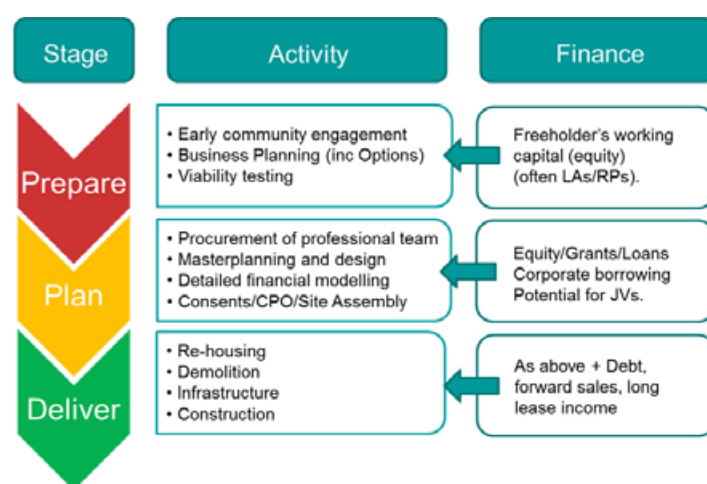 Stage
Activity
Finance
Prepare
• Early community engagement
• Business Planning (inc Options)
• Viability testing
Freeholder's working
capital (equity)
(often LAs/RPs).
Plan
• Procurement of professional team
• Masterplanning and design
• Detailed financial modelling
• Consents/CPO/Site Assembly
Equity/Grants/Loans
Corporate borrowing
Potential for JVs.
Deliver
• Re-housing
• Demolition
• Infrastructure
• Construction
As above + Debt,
forward sales, long
lease income